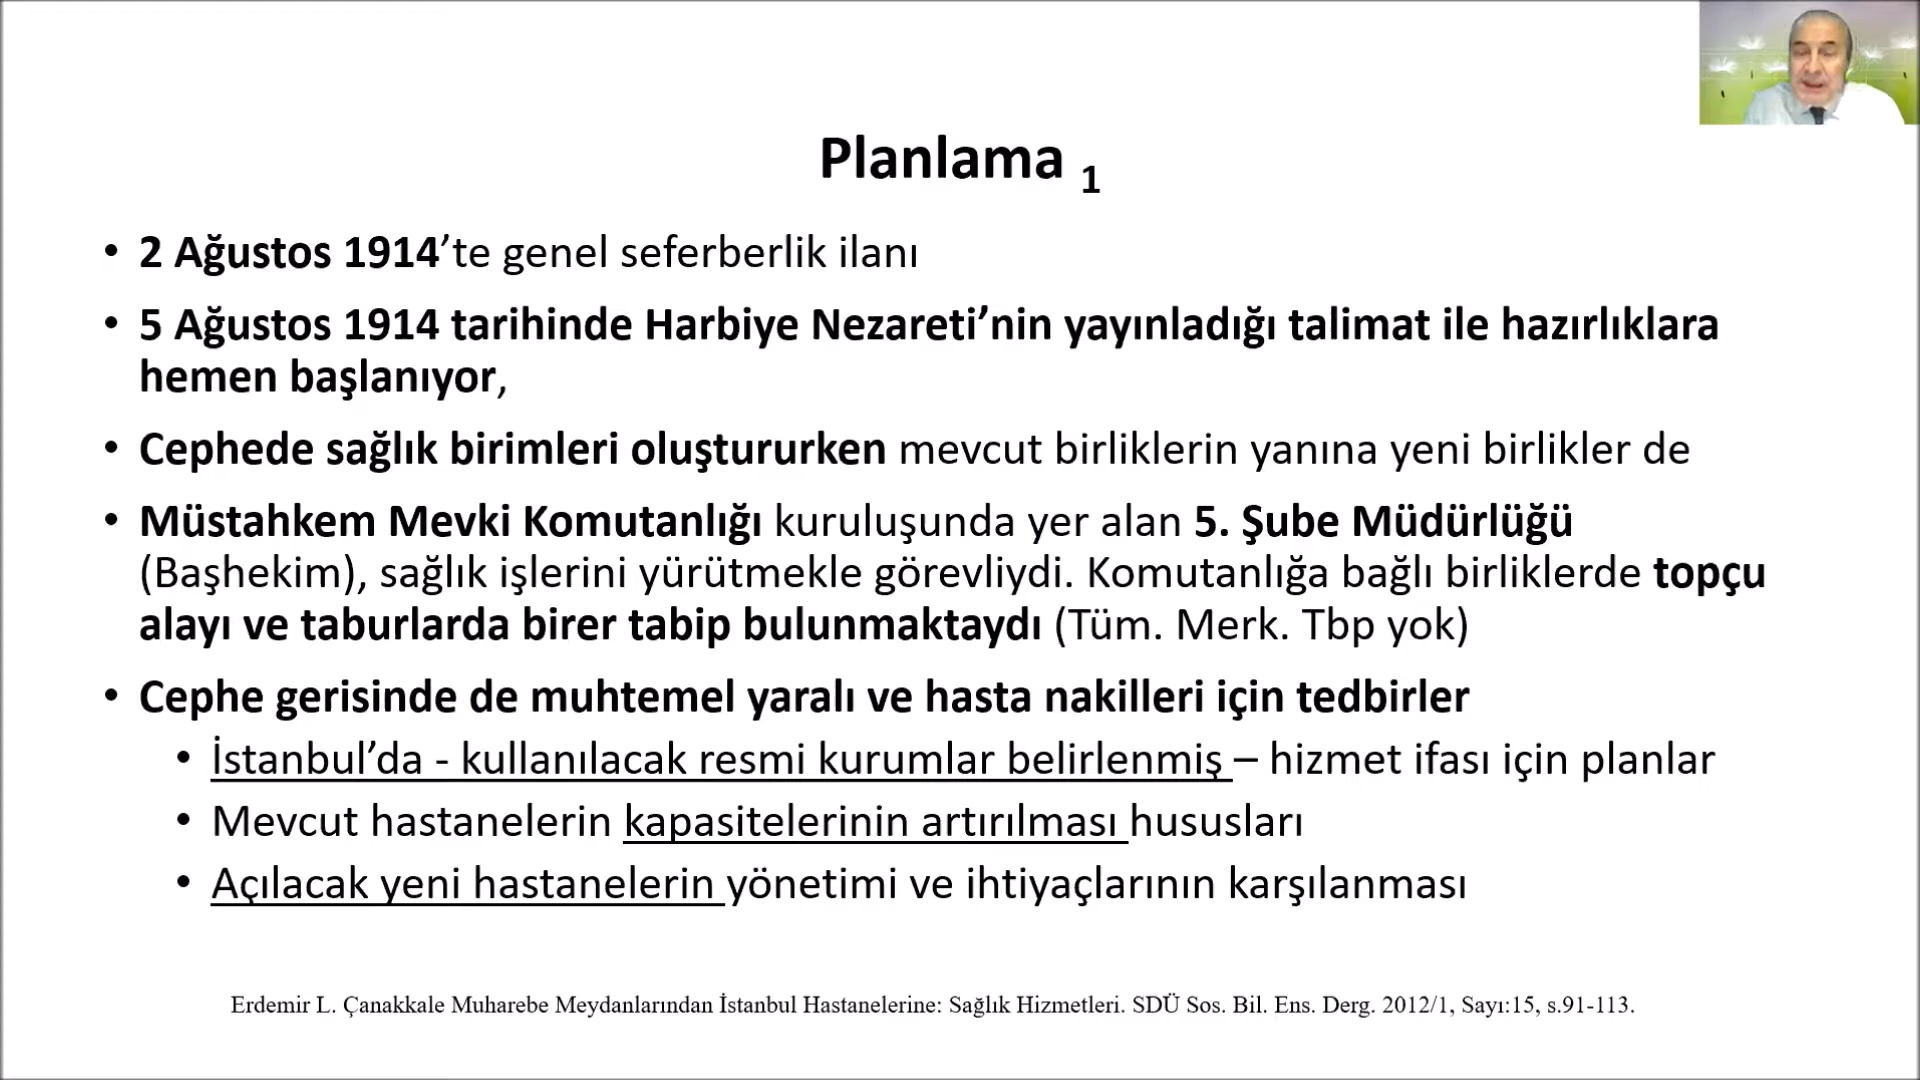 Planlama 1
• 2 Ağustos 1914’te genel seferberlik ilanı
• 5 Ağustos 1914 tarihinde Harbiye Nezareti’nin yayınladığı talimat ile hazırlıklara
hemen başlanıyor,
• Cephede sağlık birimleri oluştururken mevcut birliklerin yanına yeni birlikler de
• Müstahkem Mevki Komutanlığı kuruluşunda yer alan 5. Şube Müdürlüğü
(Başhekim), sağlık işlerini yürütmekle görevliydi. Komutanlığa bağlı birliklerde topçu
alayı ve taburlarda birer tabip bulunmaktaydı (Tüm. Merk. Tbp yok)
• Cephe gerisinde de muhtemel yaralı ve hasta nakilleri için tedbirler
• İstanbul’da - kullanılacak resmi kurumlar belirlenmiş – hizmet ifası için planlar
• Mevcut hastanelerin kapasitelerinin artırılması hususları
• Açılacak yeni hastanelerin yönetimi ve ihtiyaçlarının karşılanması
Erdemir L. Çanakkale Muharebe Meydanlarından İstanbul Hastanelerine: Sağlık Hizmetleri. SDÜ Sos. Bil. Ens. Derg. 2012/1, Sayı:15, s.91-113.